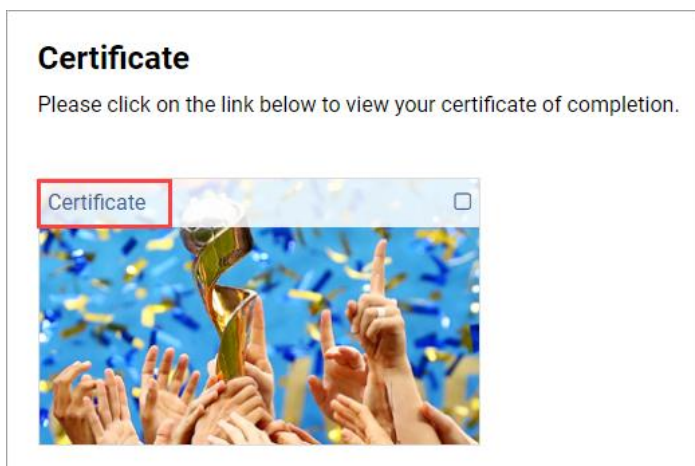 Certificate
Please click on the link below to view your certificate of completion.
Certificate